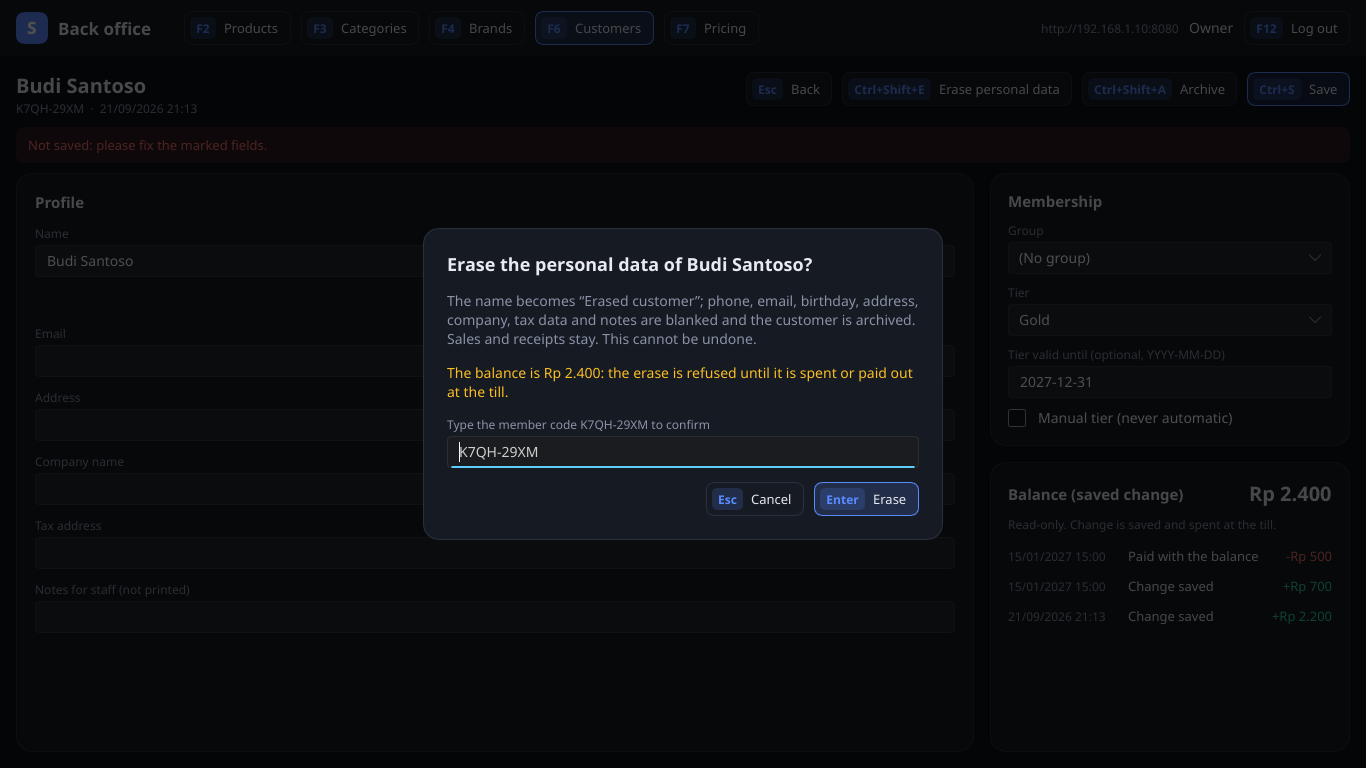 S Back office F2 Products F3 Categories F4 Brands F6 Customers F7 Pricing http://192.168.1.10:8080 Owner F12 Log out
Budi Santoso
K7QH-29XM · 21/09/2026 21:13
Esc Back Ctrl+Shift+E Erase personal data Ctrl+Shift+A Archive Ctrl+S Save
Not saved: please fix the marked fields.
Profile
Name
Budi Santoso
Email
Address
Company name
Tax address
Notes for staff (not printed)
Erase the personal data of Budi Santoso?
The name becomes “Erased customer”; phone, email, birthday, address,
company, tax data and notes are blanked and the customer is archived.
Sales and receipts stay. This cannot be undone.
The balance is Rp 2.400: the erase is refused until it is spent or paid out
at the till.
Type the member code K7QH-29XM to confirm
K7QH-29XM
Esc Cancel Enter Erase
Membership
Group
(No group)
Tier
Gold
Tier valid until (optional, YYYY-MM-DD)
2027-12-31
Manual tier (never automatic)
Balance (saved change) Rp 2.400
Read-only. Change is saved and spent at the till.
15/01/2027 15:00 Paid with the balance -Rp 500
15/01/2027 15:00 Change saved +Rp 700
21/09/2026 21:13 Change saved +Rp 2.200